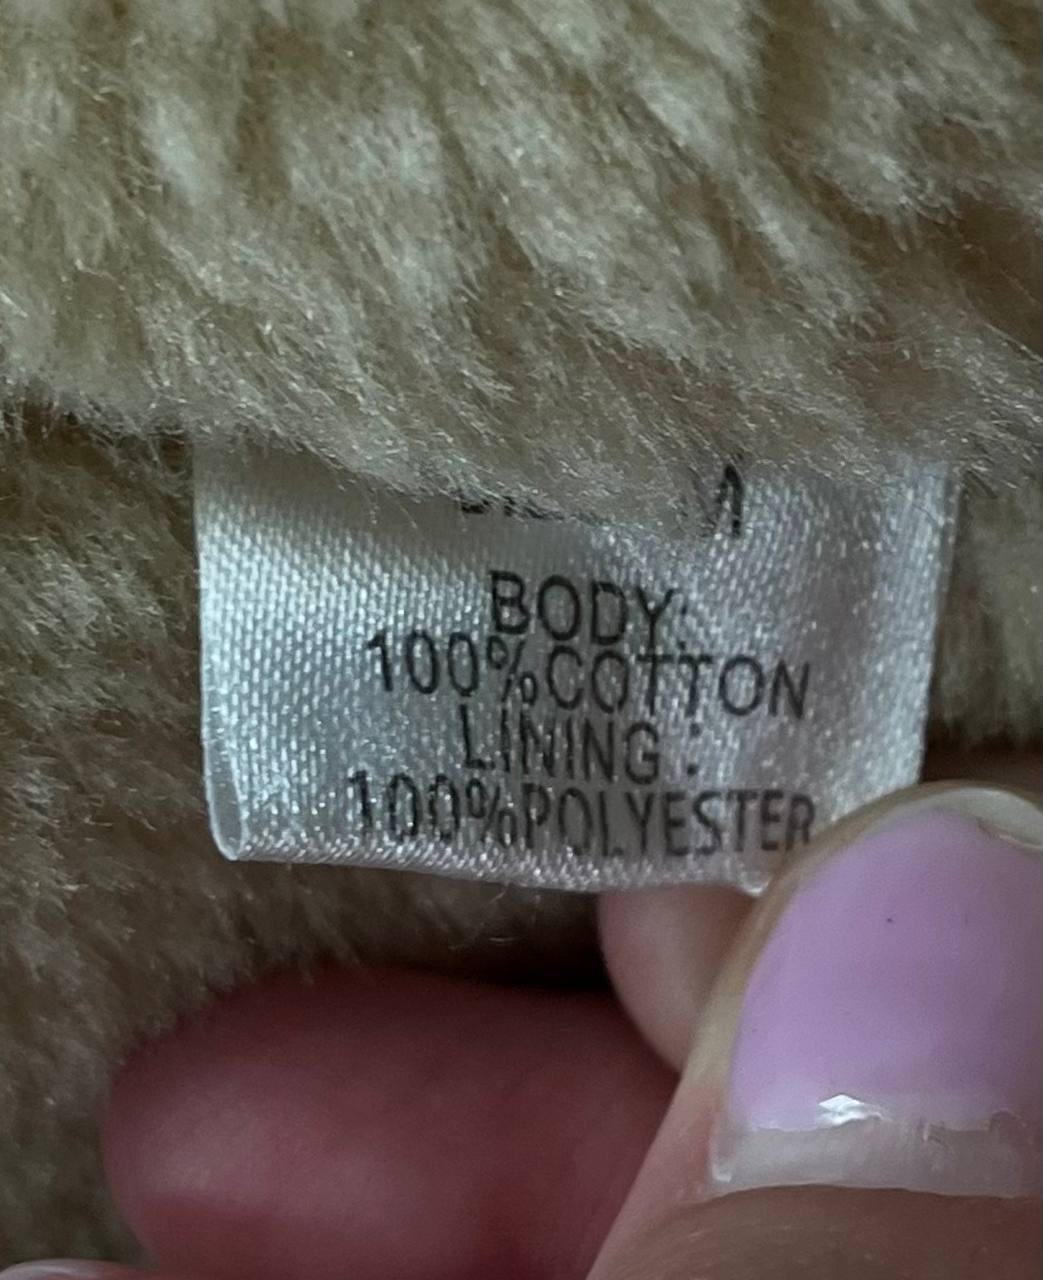 BODY:
100%COTTON
LINING :
100%POLYESTER